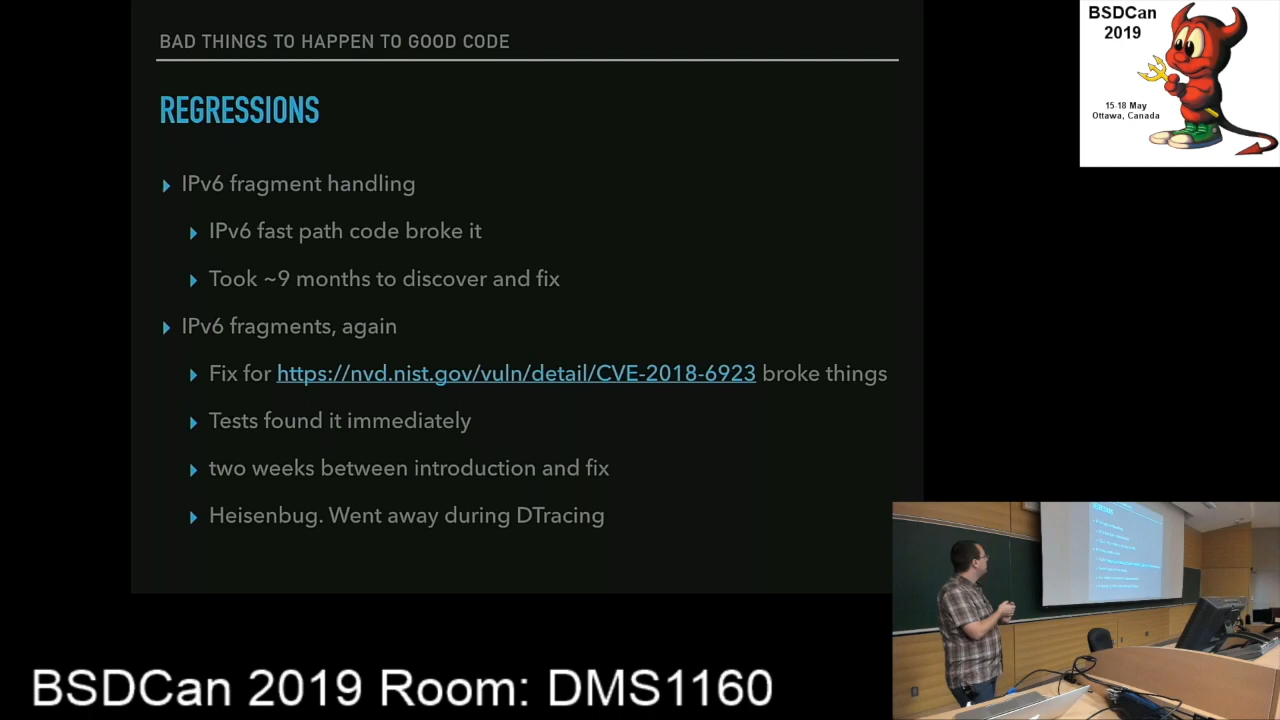 BAD THINGS TO HAPPEN TO GOOD CODE
REGRESSIONS
IPv6 fragment handling
IPv6 fast path code broke it
Took ~9 months to discover and fix
IPv6 fragments, again
Fix for https://nvd.nist.gov/vuln/detail/CVE-2018-6923 broke things
Tests found it immediately
two weeks between introduction and fix
Heisenbug. Went away during DTracing
BSDCan
2019
15-18 May
Ottawa, Canada
BSDCan 2019 Room: DMS1160